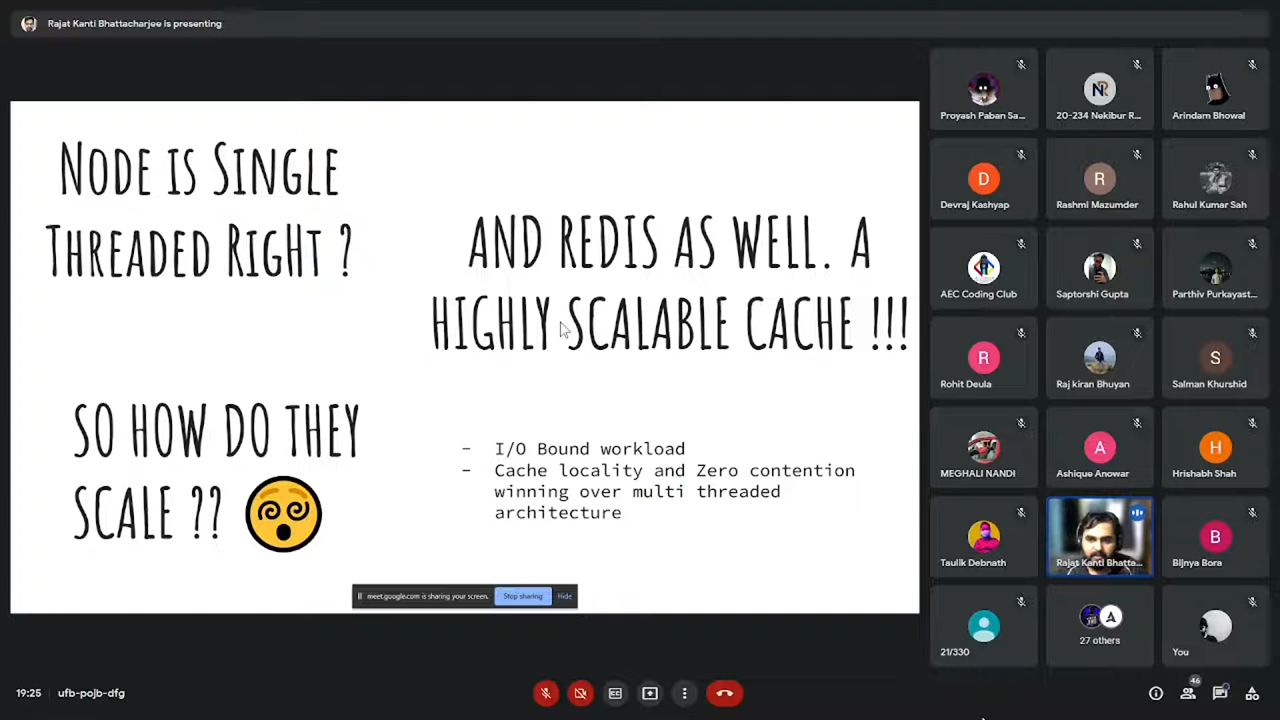 Rajat Kanti Bhattacharjee is presenting
NODE IS SINGLE
THREADED RIGHT ?
AND REDIS AS WELL. A
HIGHLY SCALABLE CACHE !!!
SO HOW DO THEY
SCALE ??
- I/O Bound workload
- Cache locality and Zero contention
winning over multi threaded
architecture
meet.google.com is sharing your screen.
Stop sharing
Hide
Proyash Paban Sa...
NR
20-234 Nekibur R...
Arindam Bhowal
D
Devraj Kashyap
R
Rashmi Mazumder
Rahul Kumar Sah
AEC Coding Club
Saptorshi Gupta
Parthiv Purkayast...
R
Rohit Deula
Raj kiran Bhuyan
S
Salman Khurshid
MEGHALI NANDI
A
Ashique Anowar
H
Hrishabh Shah
Taulik Debnath
Rajat Kanti Bhatta...
B
Bijnya Bora
21/330
A
27 others
You
19:25
ufb-pojb-dfg
46